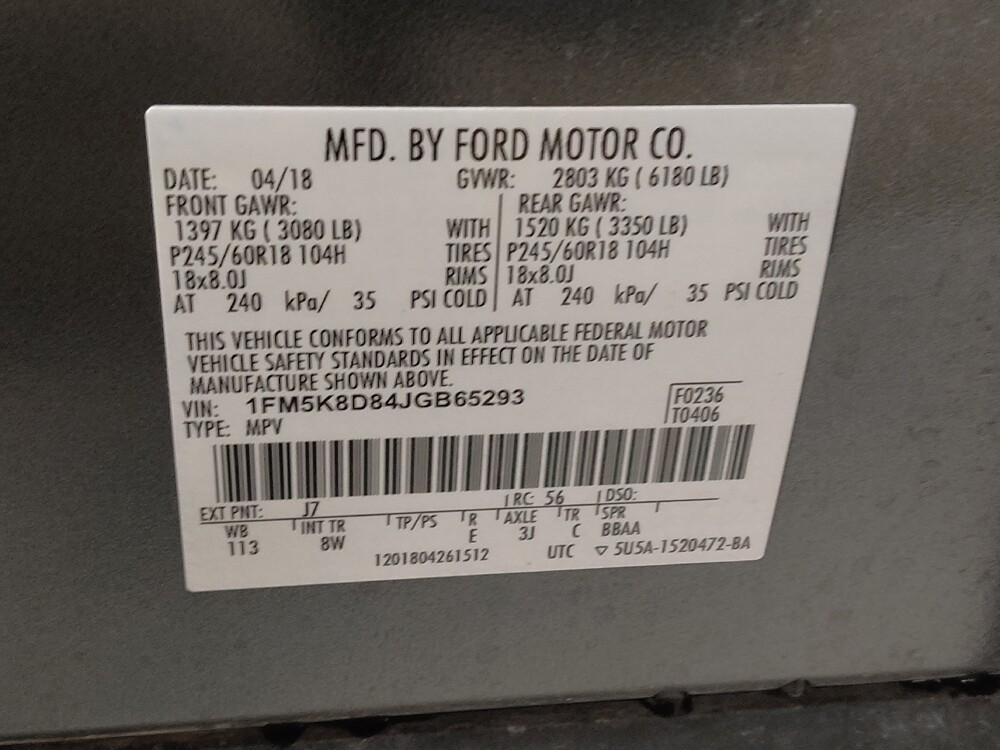 MFD. BY FORD MOTOR CO.
DATE: 04/18 GVWR: 2803 KG ( 6180 LB)
FRONT GAWR: REAR GAWR:
1397 KG ( 3080 LB) WITH 1520 KG ( 3350 LB) WITH
P245/60R18 104H TIRES P245/60R18 104H TIRES
18x8.0J RIMS 18x8.0J RIMS
AT 240 kPa/ 35 PSI COLD AT 240 kPa/ 35 PSI COLD
THIS VEHICLE CONFORMS TO ALL APPLICABLE FEDERAL MOTOR
VEHICLE SAFETY STANDARDS IN EFFECT ON THE DATE OF
MANUFACTURE SHOWN ABOVE.
VIN: 1FM5K8D84JGB65293 F0236
TYPE: MPV T0406
EXT PNT: J7 RC: 56 DSO:
WB INT TR TP/PS R AXLE TR SPR
113 8W E 3J C BBAA
1201804261512 UTC ▽ 5U5A-1520472-BA